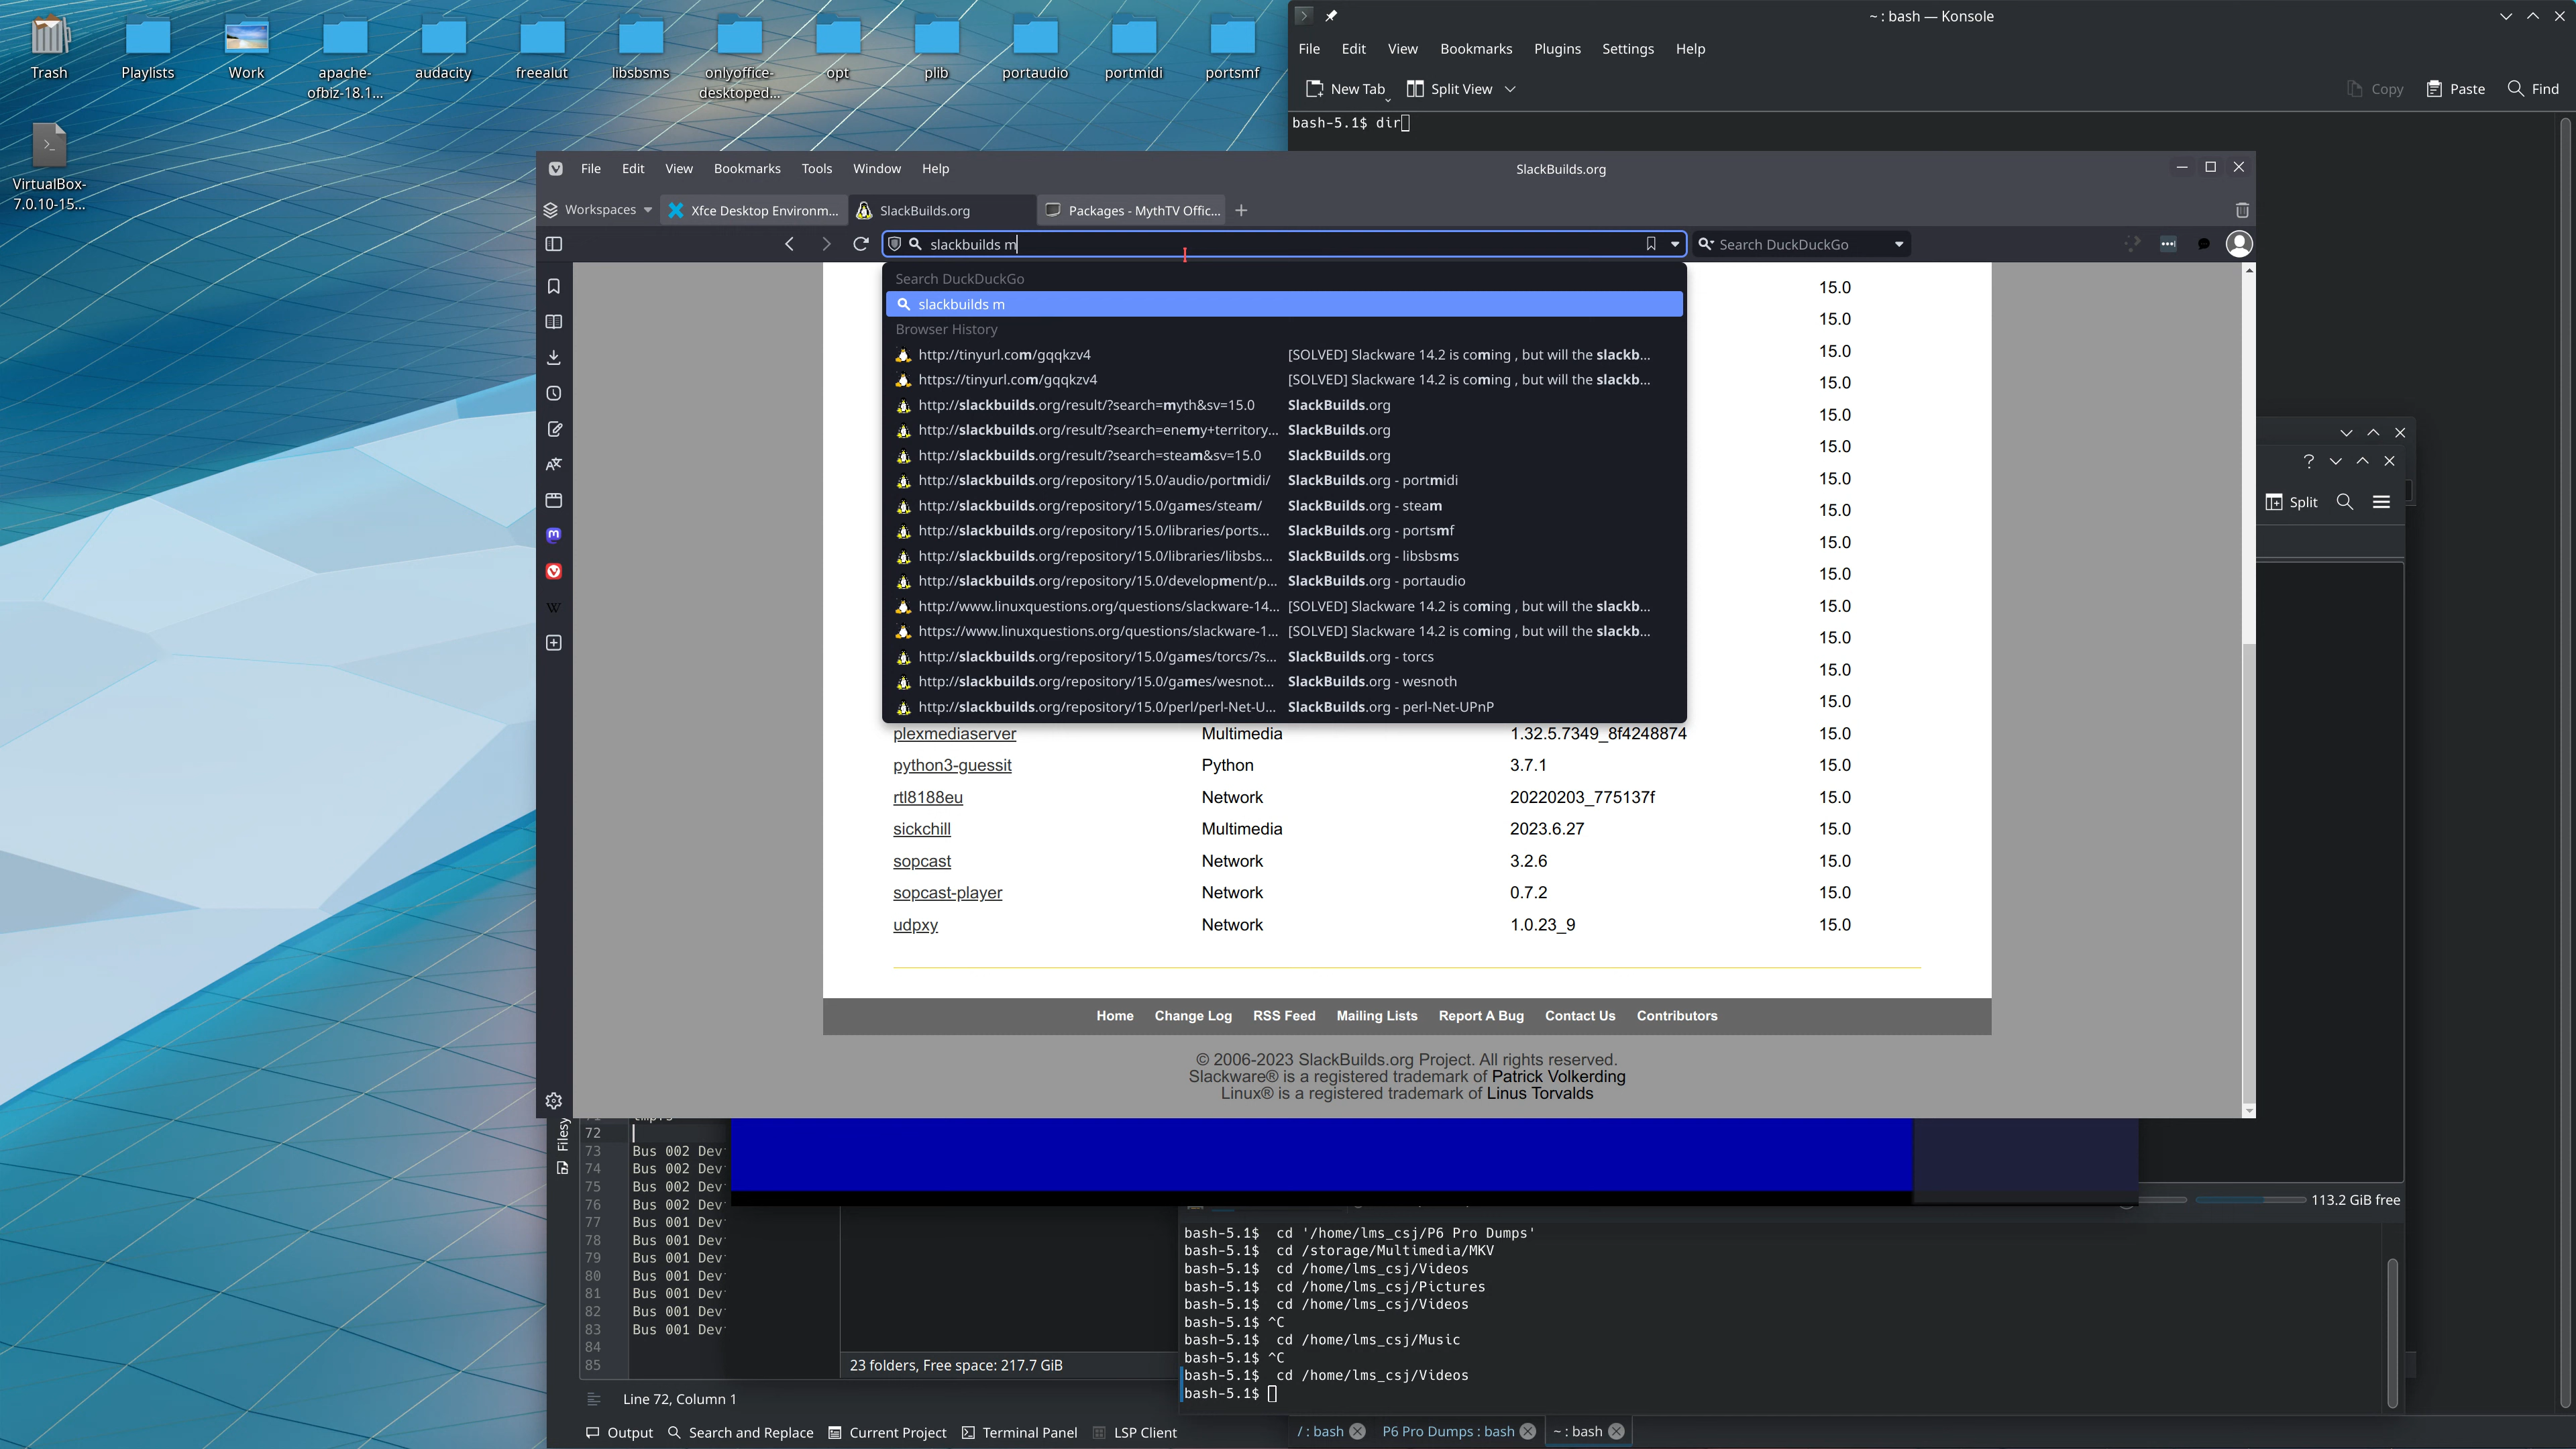 Trash
Playlists
Work
apache-ofbiz-18.1...
audacity
freealut
libsbsms
onlyoffice-desktoped...
opt
plib
portaudio
portmidi
portsmf
VirtualBox-7.0.10-15...
~ : bash — Konsole
File Edit View Bookmarks Plugins Settings Help
New Tab Split View Copy Paste Find
bash-5.1$ dir
File Edit View Bookmarks Tools Window Help
SlackBuilds.org
Workspaces Xfce Desktop Environm... SlackBuilds.org Packages - MythTV Offic...
slackbuilds m Search DuckDuckGo
Search DuckDuckGo
slackbuilds m
Browser History
http://tinyurl.com/gqqkzv4 [SOLVED] Slackware 14.2 is coming , but will the slackb...
https://tinyurl.com/gqqkzv4 [SOLVED] Slackware 14.2 is coming , but will the slackb...
http://slackbuilds.org/result/?search=myth&sv=15.0 SlackBuilds.org
http://slackbuilds.org/result/?search=enemy+territory... SlackBuilds.org
http://slackbuilds.org/result/?search=steam&sv=15.0 SlackBuilds.org
http://slackbuilds.org/repository/15.0/audio/portmidi/ SlackBuilds.org - portmidi
http://slackbuilds.org/repository/15.0/games/steam/ SlackBuilds.org - steam
http://slackbuilds.org/repository/15.0/libraries/ports... SlackBuilds.org - portsmf
http://slackbuilds.org/repository/15.0/libraries/libsbs... SlackBuilds.org - libsbsms
http://slackbuilds.org/repository/15.0/development/p... SlackBuilds.org - portaudio
http://www.linuxquestions.org/questions/slackware-14... [SOLVED] Slackware 14.2 is coming , but will the slackb...
https://www.linuxquestions.org/questions/slackware-1... [SOLVED] Slackware 14.2 is coming , but will the slackb...
http://slackbuilds.org/repository/15.0/games/torcs/?s... SlackBuilds.org - torcs
http://slackbuilds.org/repository/15.0/games/wesnot... SlackBuilds.org - wesnoth
http://slackbuilds.org/repository/15.0/perl/perl-Net-U... SlackBuilds.org - perl-Net-UPnP
15.0
15.0
15.0
15.0
15.0
15.0
15.0
15.0
15.0
15.0
15.0
15.0
15.0
15.0
plexmediaserver Multimedia 1.32.5.7349_8f4248874 15.0
python3-guessit Python 3.7.1 15.0
rtl8188eu Network 20220203_775137f 15.0
sickchill Multimedia 2023.6.27 15.0
sopcast Network 3.2.6 15.0
sopcast-player Network 0.7.2 15.0
udpxy Network 1.0.23_9 15.0
Home Change Log RSS Feed Mailing Lists Report A Bug Contact Us Contributors
© 2006-2023 SlackBuilds.org Project. All rights reserved.
Slackware® is a registered trademark of Patrick Volkerding
Linux® is a registered trademark of Linus Torvalds
Split
113.2 GiB free
Filesy
72
73 Bus 002 Dev
74 Bus 002 Dev
75 Bus 002 Dev
76 Bus 002 Dev
77 Bus 001 Dev
78 Bus 001 Dev
79 Bus 001 Dev
80 Bus 001 Dev
81 Bus 001 Dev
82 Bus 001 Dev
83 Bus 001 Dev
84
85
23 folders, Free space: 217.7 GiB
Line 72, Column 1
Output Search and Replace Current Project Terminal Panel LSP Client
bash-5.1$ cd '/home/lms_csj/P6 Pro Dumps'
bash-5.1$ cd /storage/Multimedia/MKV
bash-5.1$ cd /home/lms_csj/Videos
bash-5.1$ cd /home/lms_csj/Pictures
bash-5.1$ cd /home/lms_csj/Videos
bash-5.1$ ^C
bash-5.1$ cd /home/lms_csj/Music
bash-5.1$ ^C
bash-5.1$ cd /home/lms_csj/Videos
bash-5.1$
/ : bash P6 Pro Dumps : bash ~ : bash